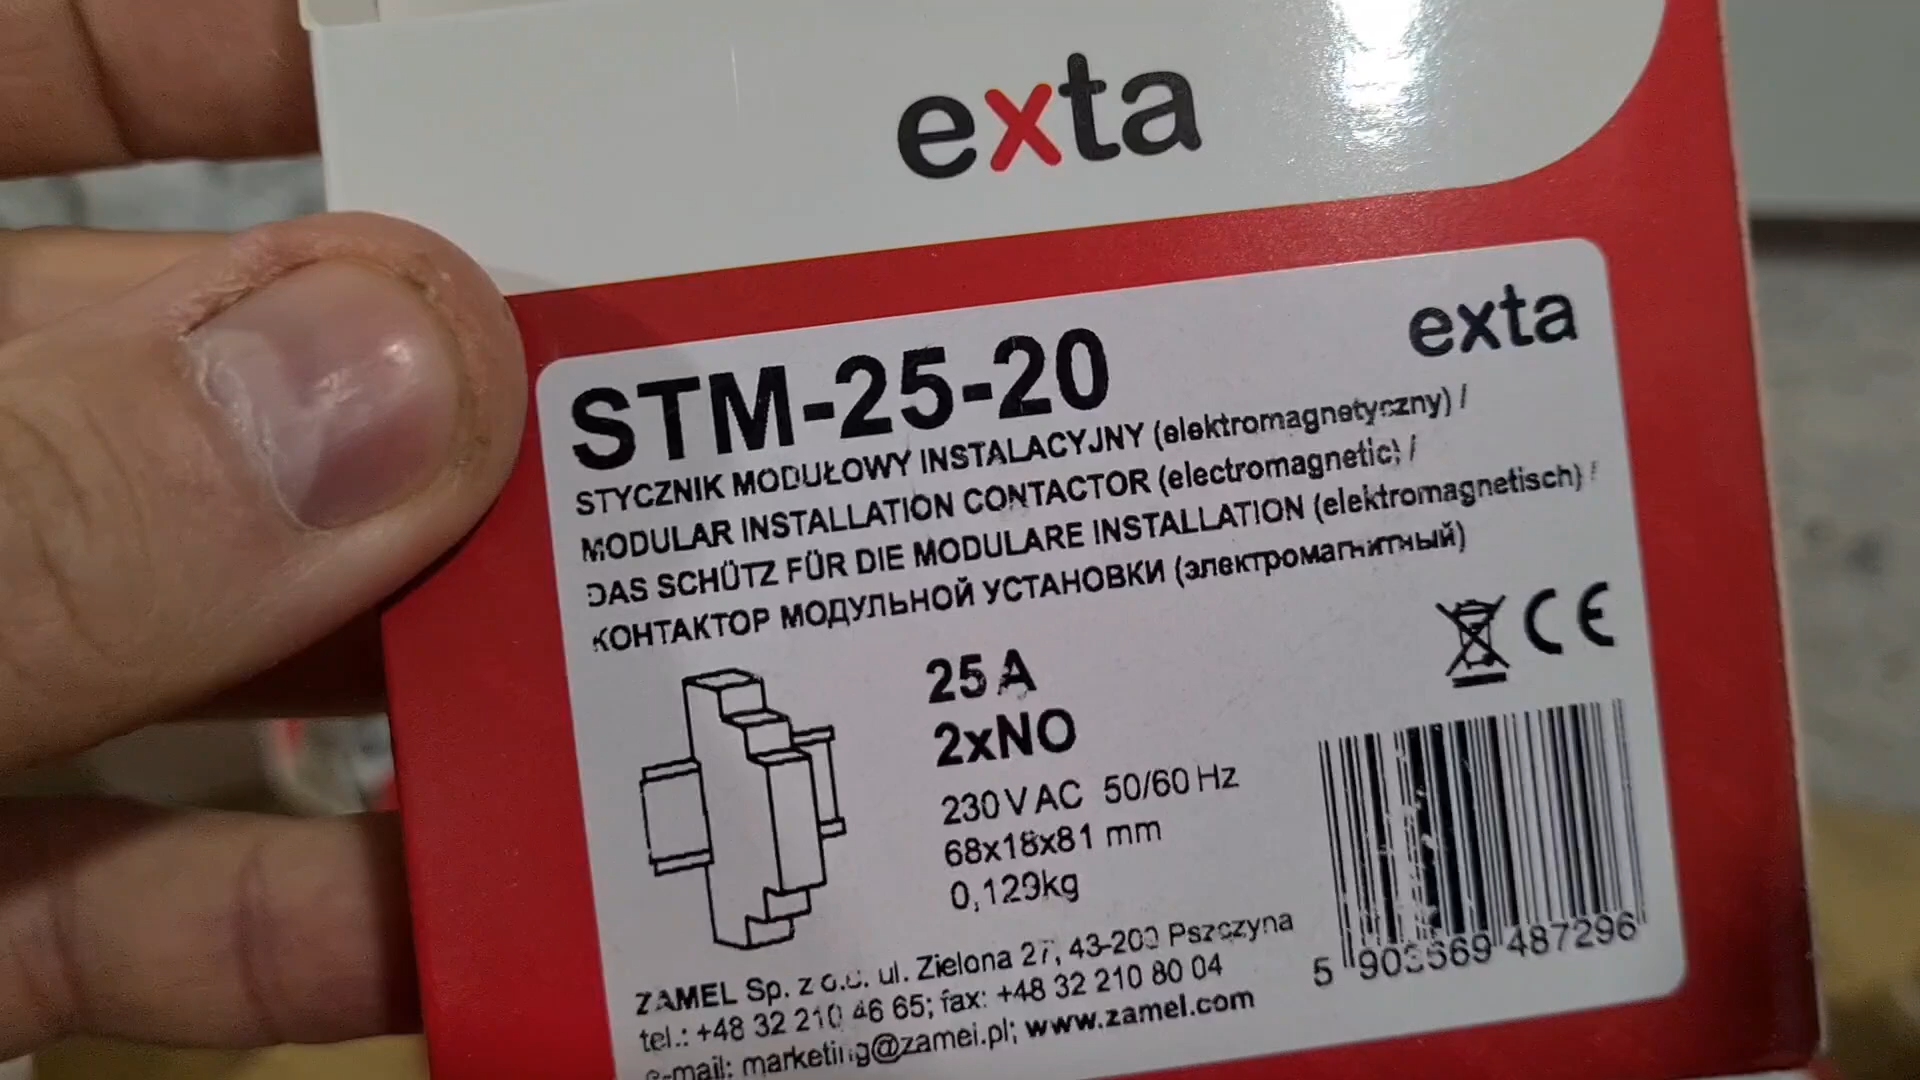 exta
exta
STM-25-20
STYCZNIK MODUŁOWY INSTALACYJNY (elektromagnetyczny) /
MODULAR INSTALLATION CONTACTOR (electromagnetic) /
DAS SCHÜTZ FÜR DIE MODULARE INSTALLATION (elektromagnetisch) /
КОНТАКТОР МОДУЛЬНОЙ УСТАНОВКИ (электромагнитный)
CE
25 A
2xNO
230 V AC 50/60 Hz
68x18x81 mm
0,129kg
ZAMEL Sp. z o.o. ul. Zielona 27, 43-200 Pszczyna
tel.: +48 32 210 46 65; fax: +48 32 210 80 04
e-mail: marketing@zamel.pl; www.zamel.com
5 903669 487296